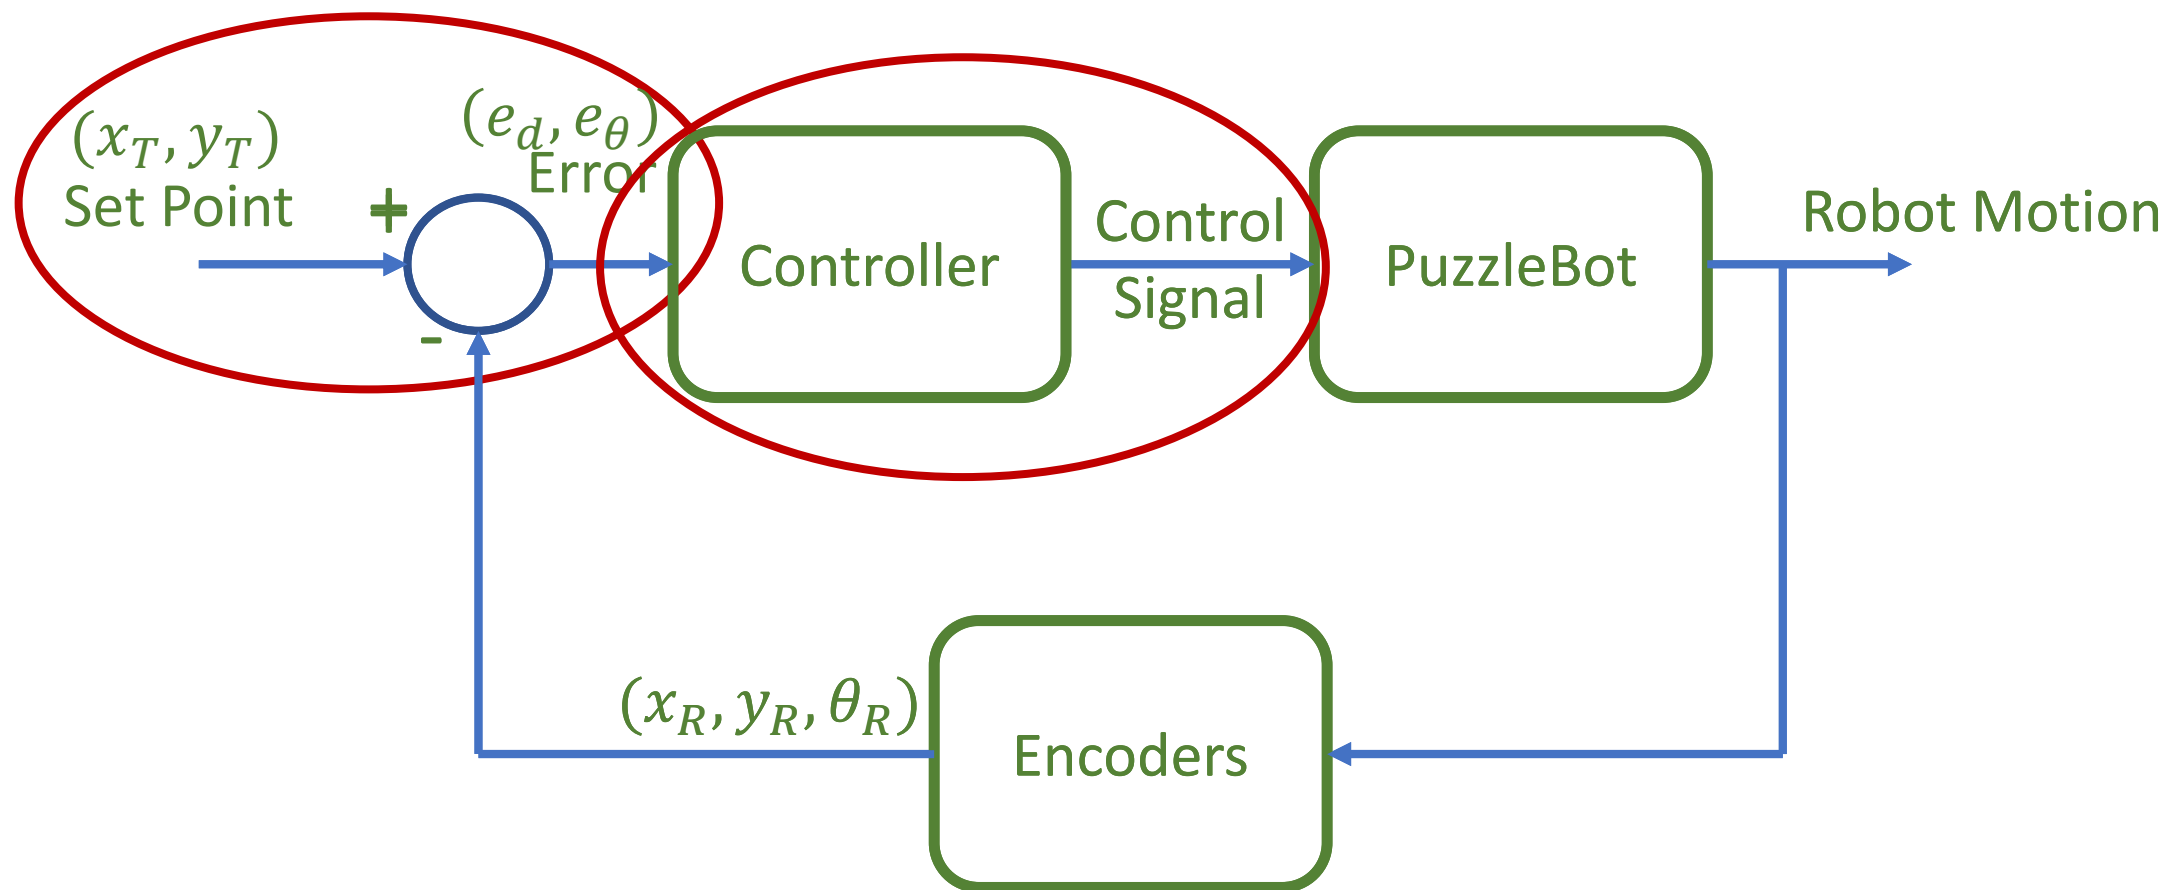 (x_T, y_T)
Set Point
+
-
(e_d, e_θ)
Error
Controller
Control
Signal
PuzzleBot
Robot Motion
(x_R, y_R, θ_R)
Encoders